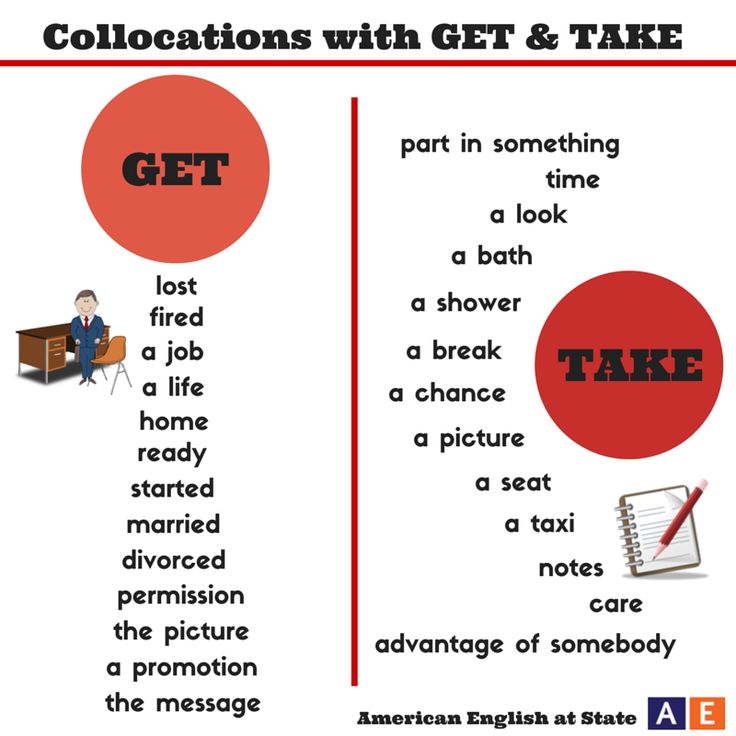 Collocations with GET & TAKE
GET
lost
fired
a job
a life
home
ready
started
married
divorced
permission
the picture
a promotion
the message
part in something
time
a look
a bath
a shower
a break
a chance
a picture
a seat
a taxi
notes
care
advantage of somebody
TAKE
American English at State
A E